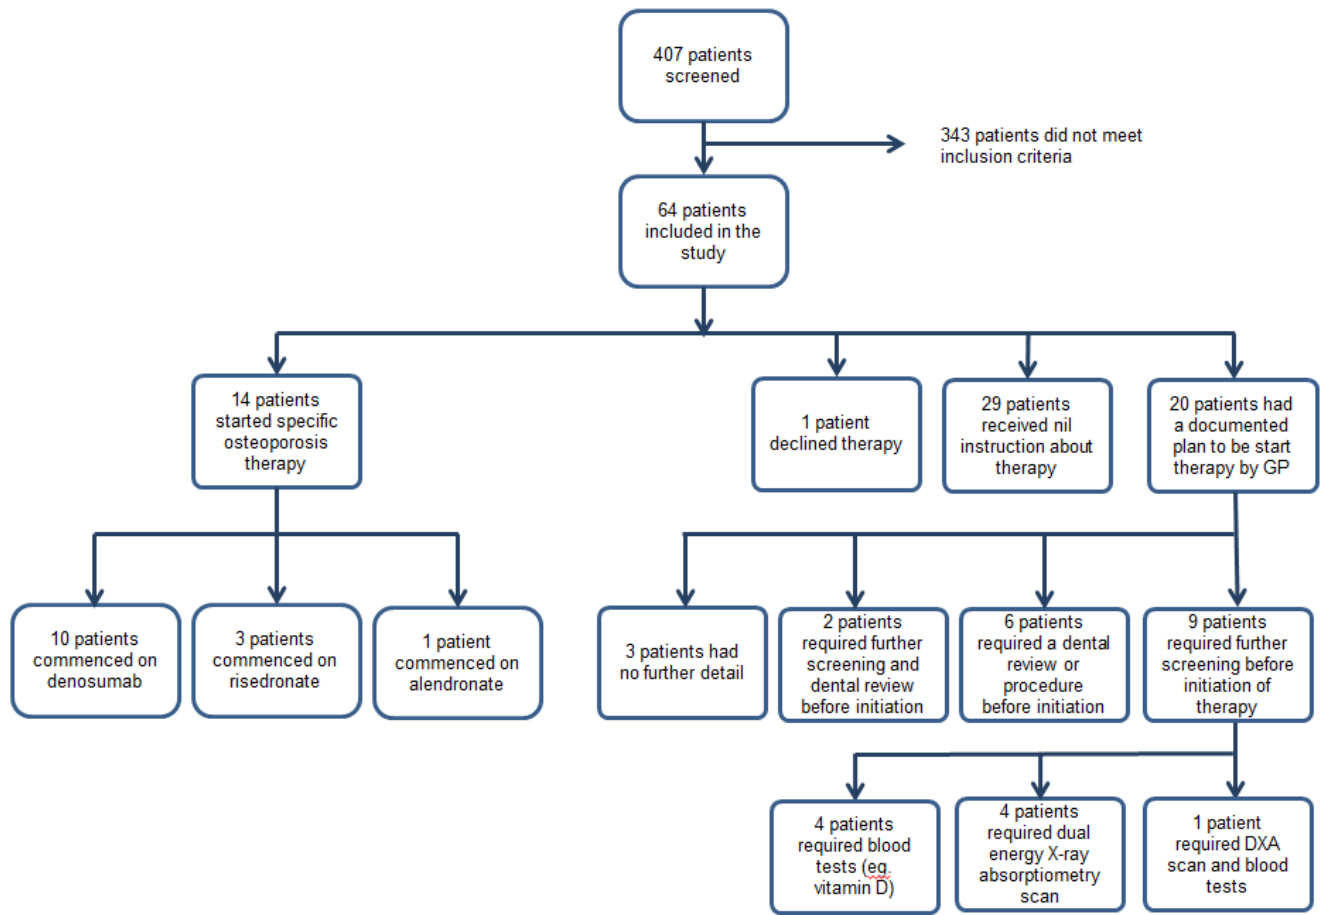 407 patients
screened
343 patients did not meet
inclusion criteria
64 patients
included in the
study
14 patients
started specific
osteoporosis
therapy
1 patient
declined therapy
29 patients
received nil
instruction about
therapy
20 patients had
a documented
plan to be start
therapy by GP
10 patients
commenced on
denosumab
3 patients
commenced on
risedronate
1 patient
commenced on
alendronate
3 patients had
no further detail
2 patients
required further
screening and
dental review
before initiation
6 patients
required a dental
review or
procedure
before initiation
9 patients
required further
screening before
initiation of
therapy
4 patients
required blood
tests (eg.
vitamin D)
4 patients
required dual
energy X-ray
absorptiometry
scan
1 patient
required DXA
scan and blood
tests